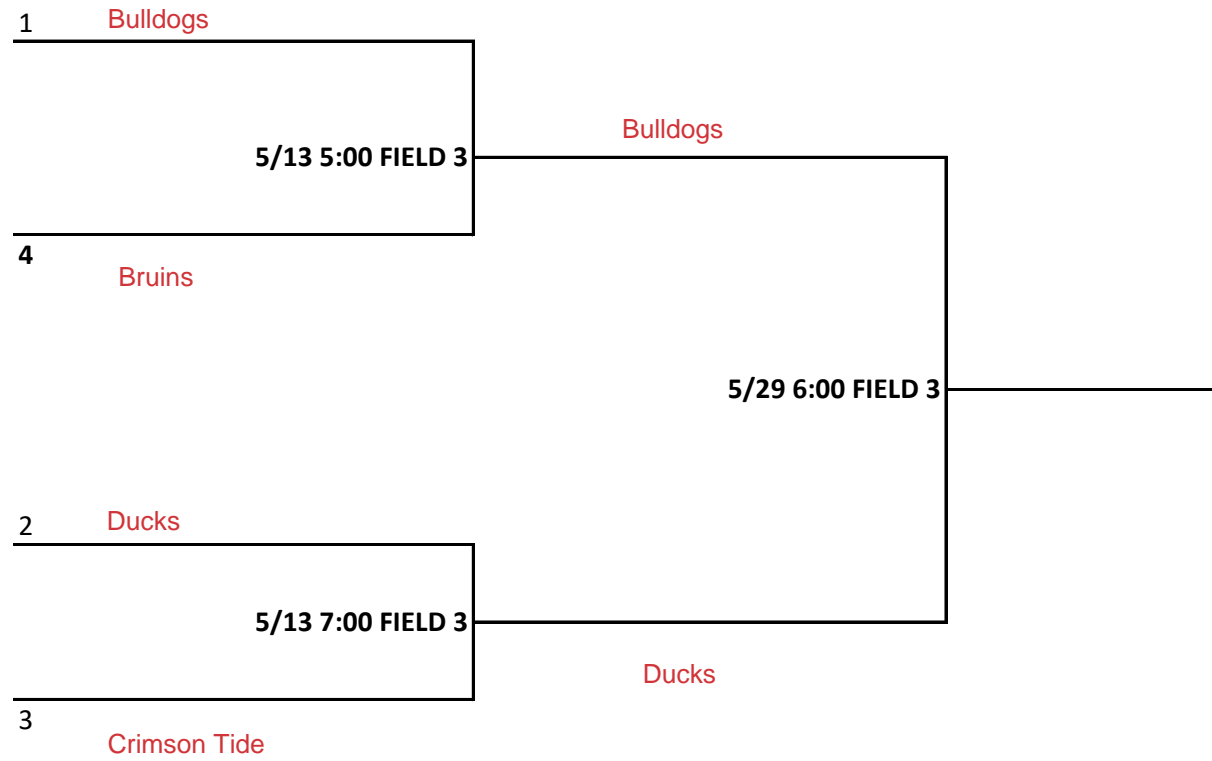 1
Bulldogs
5/13 5:00 FIELD 3
Bulldogs
4
Bruins
5/29 6:00 FIELD 3
2
Ducks
5/13 7:00 FIELD 3
Ducks
3
Crimson Tide